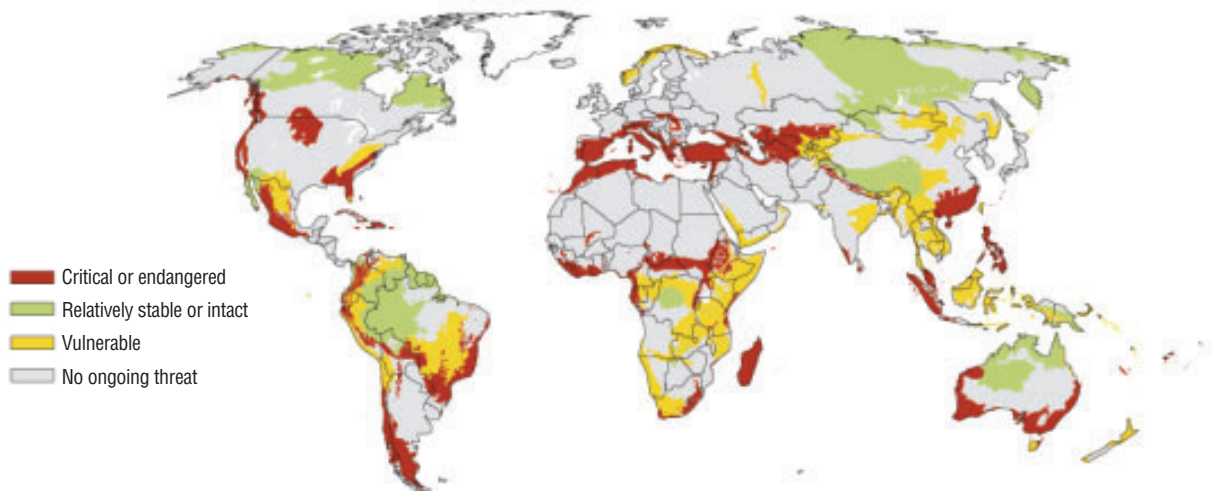 Critical or endangered
Relatively stable or intact
Vulnerable
No ongoing threat